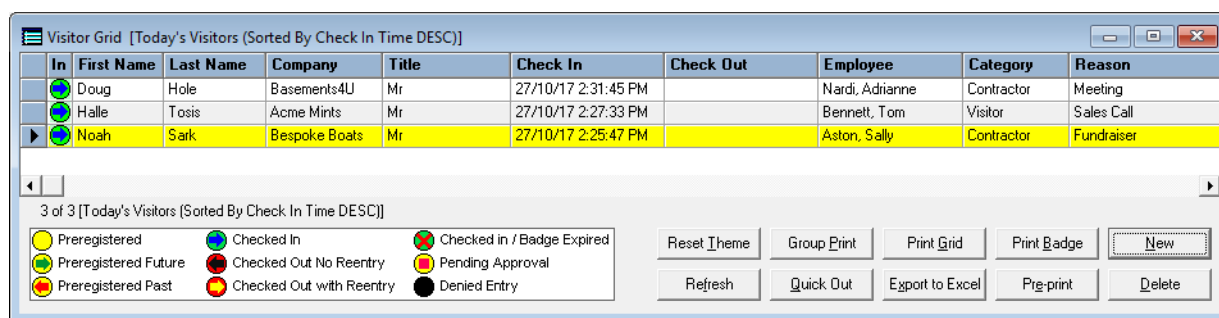 Visitor Grid [Today's Visitors (Sorted By Check In Time DESC)]
In First Name Last Name Company Title Check In Check Out Employee Category Reason
Doug Hole Basements4U Mr 27/10/17 2:31:45 PM Nardi, Adrianne Contractor Meeting
Halle Tosis Acme Mints Mr 27/10/17 2:27:33 PM Bennett, Tom Visitor Sales Call
Noah Sark Bespoke Boats Mr 27/10/17 2:25:47 PM Aston, Sally Contractor Fundraiser
3 of 3 [Today's Visitors (Sorted By Check In Time DESC)]
Preregistered Checked In Checked in / Badge Expired Reset Theme Group Print Print Grid Print Badge New
Preregistered Future Checked Out No Reentry Pending Approval
Preregistered Past Checked Out with Reentry Denied Entry Refresh Quick Out Export to Excel Pre-print Delete